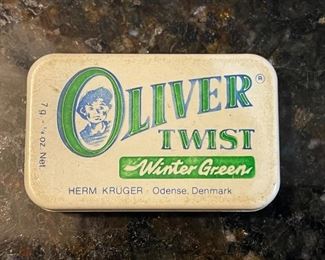 OLIVER®
TWIST
Winter Green
HERM KRÜGER · Odense, Denmark
7 g - ¼ oz Net.